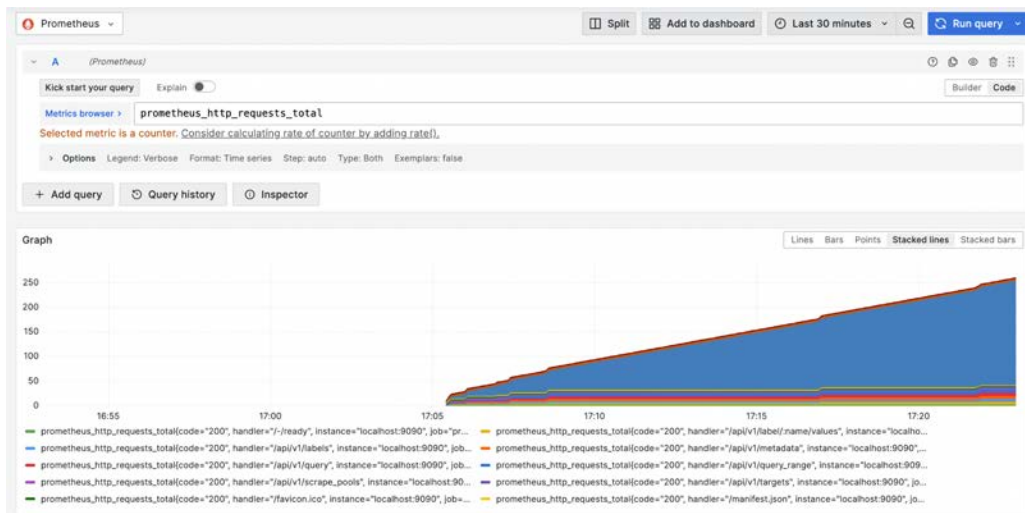 Prometheus
Split
Add to dashboard
Last 30 minutes
Run query
A (Prometheus)
Kick start your query
Explain
Builder Code
Metrics browser > prometheus_http_requests_total
Selected metric is a counter. Consider calculating rate of counter by adding rate().
> Options Legend: Verbose Format: Time series Step: auto Type: Both Exemplars: false
+ Add query
Query history
Inspector
Graph
Lines Bars Points Stacked lines Stacked bars
250
200
150
100
50
0
16:55 17:00 17:05 17:10 17:15 17:20
prometheus_http_requests_total{code="200", handler="/-/ready", instance="localhost:9090", job="pr...
prometheus_http_requests_total{code="200", handler="/api/v1/label/:name/values", instance="localho...
prometheus_http_requests_total{code="200", handler="/api/v1/labels", instance="localhost:9090", job...
prometheus_http_requests_total{code="200", handler="/api/v1/metadata", instance="localhost:9090",...
prometheus_http_requests_total{code="200", handler="/api/v1/query", instance="localhost:9090", job...
prometheus_http_requests_total{code="200", handler="/api/v1/query_range", instance="localhost:909...
prometheus_http_requests_total{code="200", handler="/api/v1/scrape_pools", instance="localhost:90...
prometheus_http_requests_total{code="200", handler="/api/v1/targets", instance="localhost:9090", jo...
prometheus_http_requests_total{code="200", handler="/favicon.ico", instance="localhost:9090", job=...
prometheus_http_requests_total{code="200", handler="/manifest.json", instance="localhost:9090", jo...